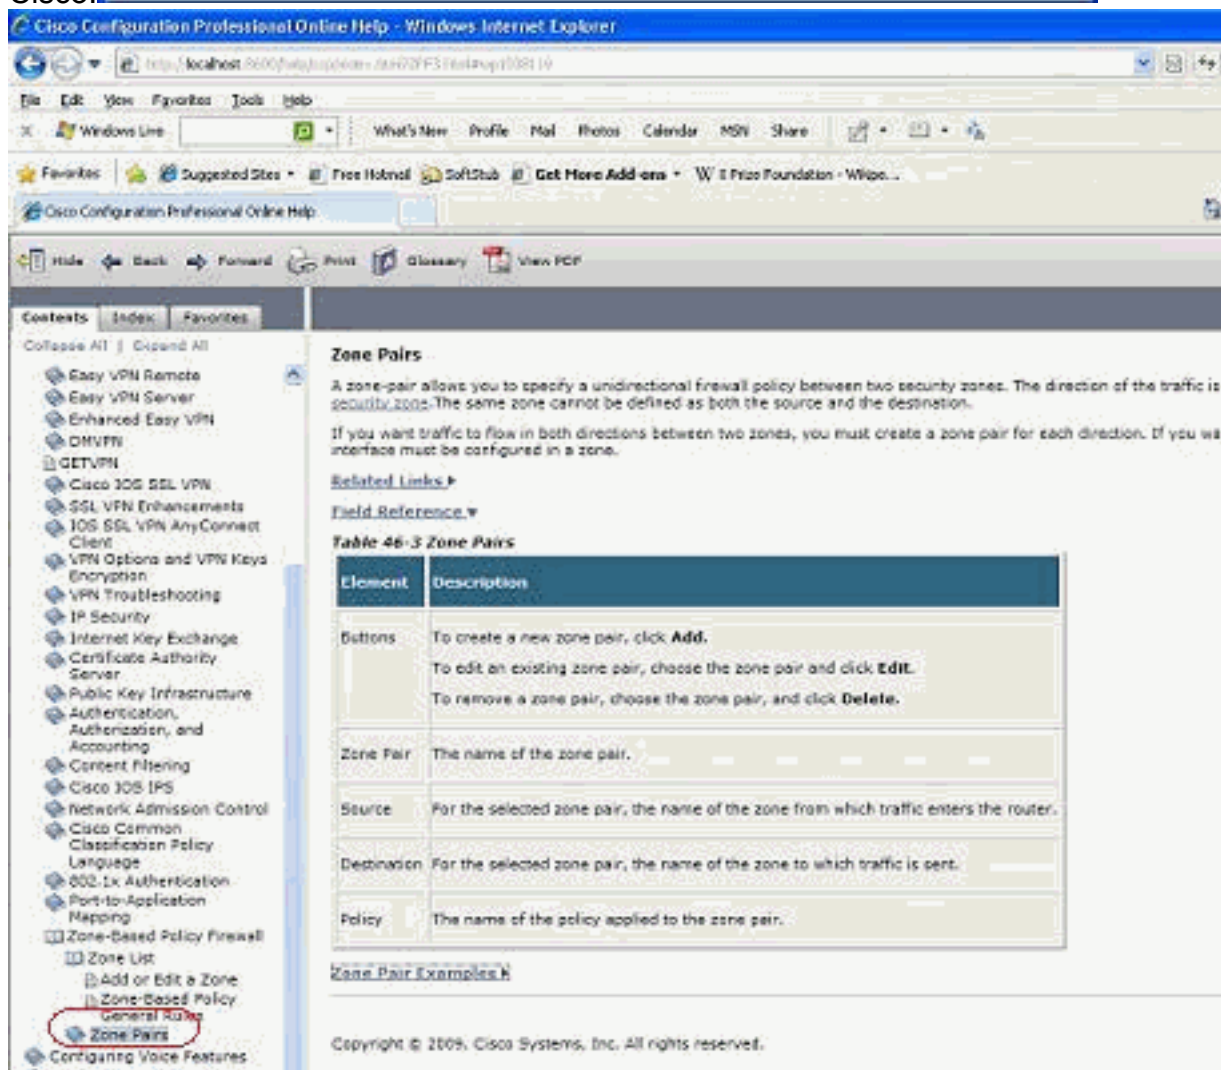 Cisco.
Cisco Configuration Professional Online Help - Windows Internet Explorer
File Edit View Favorites Tools Help
X Windows Live What's New Profile Mail Photos Calendar MSN Share
Favorites Suggested Sites Free Hotmail SoftStub Get More Add-ons W X Prize Foundation - Wikipe...
Cisco Configuration Professional Online Help
Hide Back Forward Print Glossary View PDF
Contents Index Favorites
Collapse All | Expand All
Easy VPN Remote
Easy VPN Server
Enhanced Easy VPN
DMVPN
GETVPN
Cisco IOS SSL VPN
SSL VPN Enhancements
IOS SSL VPN AnyConnect
Client
VPN Options and VPN Keys
Encryption
VPN Troubleshooting
IP Security
Internet Key Exchange
Certificate Authority
Server
Public Key Infrastructure
Authentication,
Authorization, and
Accounting
Content Filtering
Cisco IOS IPS
Network Admission Control
Cisco Common
Classification Policy
Language
802.1x Authentication
Port-to-Application
Mapping
Zone-Based Policy Firewall
Zone List
Add or Edit a Zone
Zone-Based Policy
General Rules
Zone Pairs
Configuring Voice Features
Zone Pairs
A zone-pair allows you to specify a unidirectional firewall policy between two security zones. The direction of the traffic is
security zone.The same zone cannot be defined as both the source and the destination.
If you want traffic to flow in both directions between two zones, you must create a zone pair for each direction. If you wa
interface must be configured in a zone.
Related Links
Field Reference
Table 46-3 Zone Pairs
Element Description
Buttons To create a new zone pair, click Add.
To edit an existing zone pair, choose the zone pair and click Edit.
To remove a zone pair, choose the zone pair, and click Delete.
Zone Pair The name of the zone pair.
Source For the selected zone pair, the name of the zone from which traffic enters the router.
Destination For the selected zone pair, the name of the zone to which traffic is sent.
Policy The name of the policy applied to the zone pair.
Zone Pair Examples
Copyright © 2009, Cisco Systems, Inc. All rights reserved.